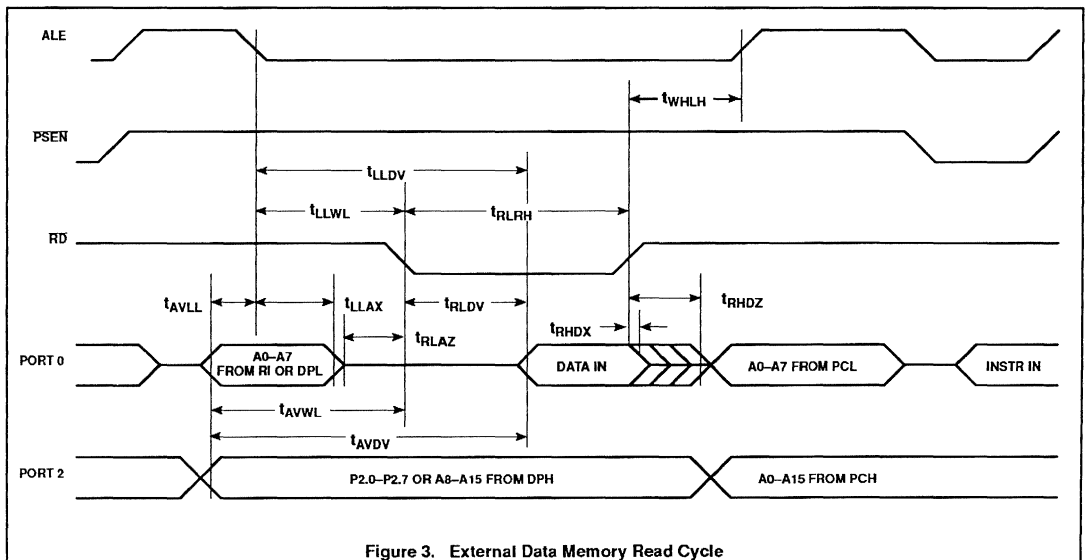 ALE
tWHLH
PSEN
tLLDV
tLLWL
tRLRH
RD
tAVLL
tLLAX
tRLDV
tRHDZ
tRLAZ
tRHDX
PORT 0
A0–A7
FROM RI OR DPL
DATA IN
A0–A7 FROM PCL
INSTR IN
tAVWL
tAVDV
PORT 2
P2.0–P2.7 OR A8–A15 FROM DPH
A0–A15 FROM PCH
Figure 3. External Data Memory Read Cycle